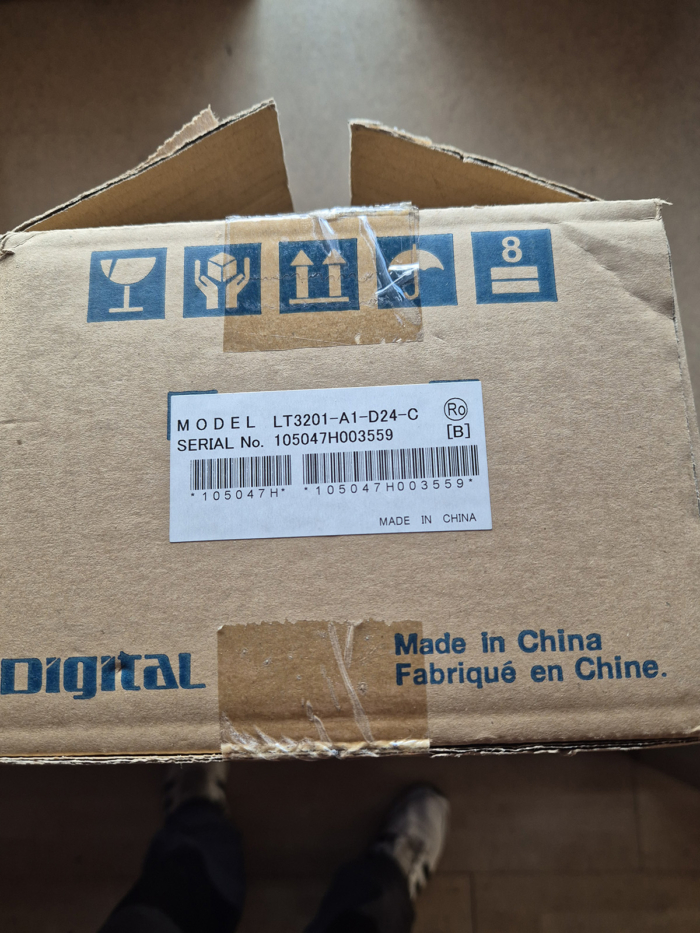 8
MODEL LT3201-A1-D24-C Ro
SERIAL No. 105047H003559 [B]
*105047H* *105047H003559*
MADE IN CHINA
Digital
Made in China
Fabriqué en Chine.